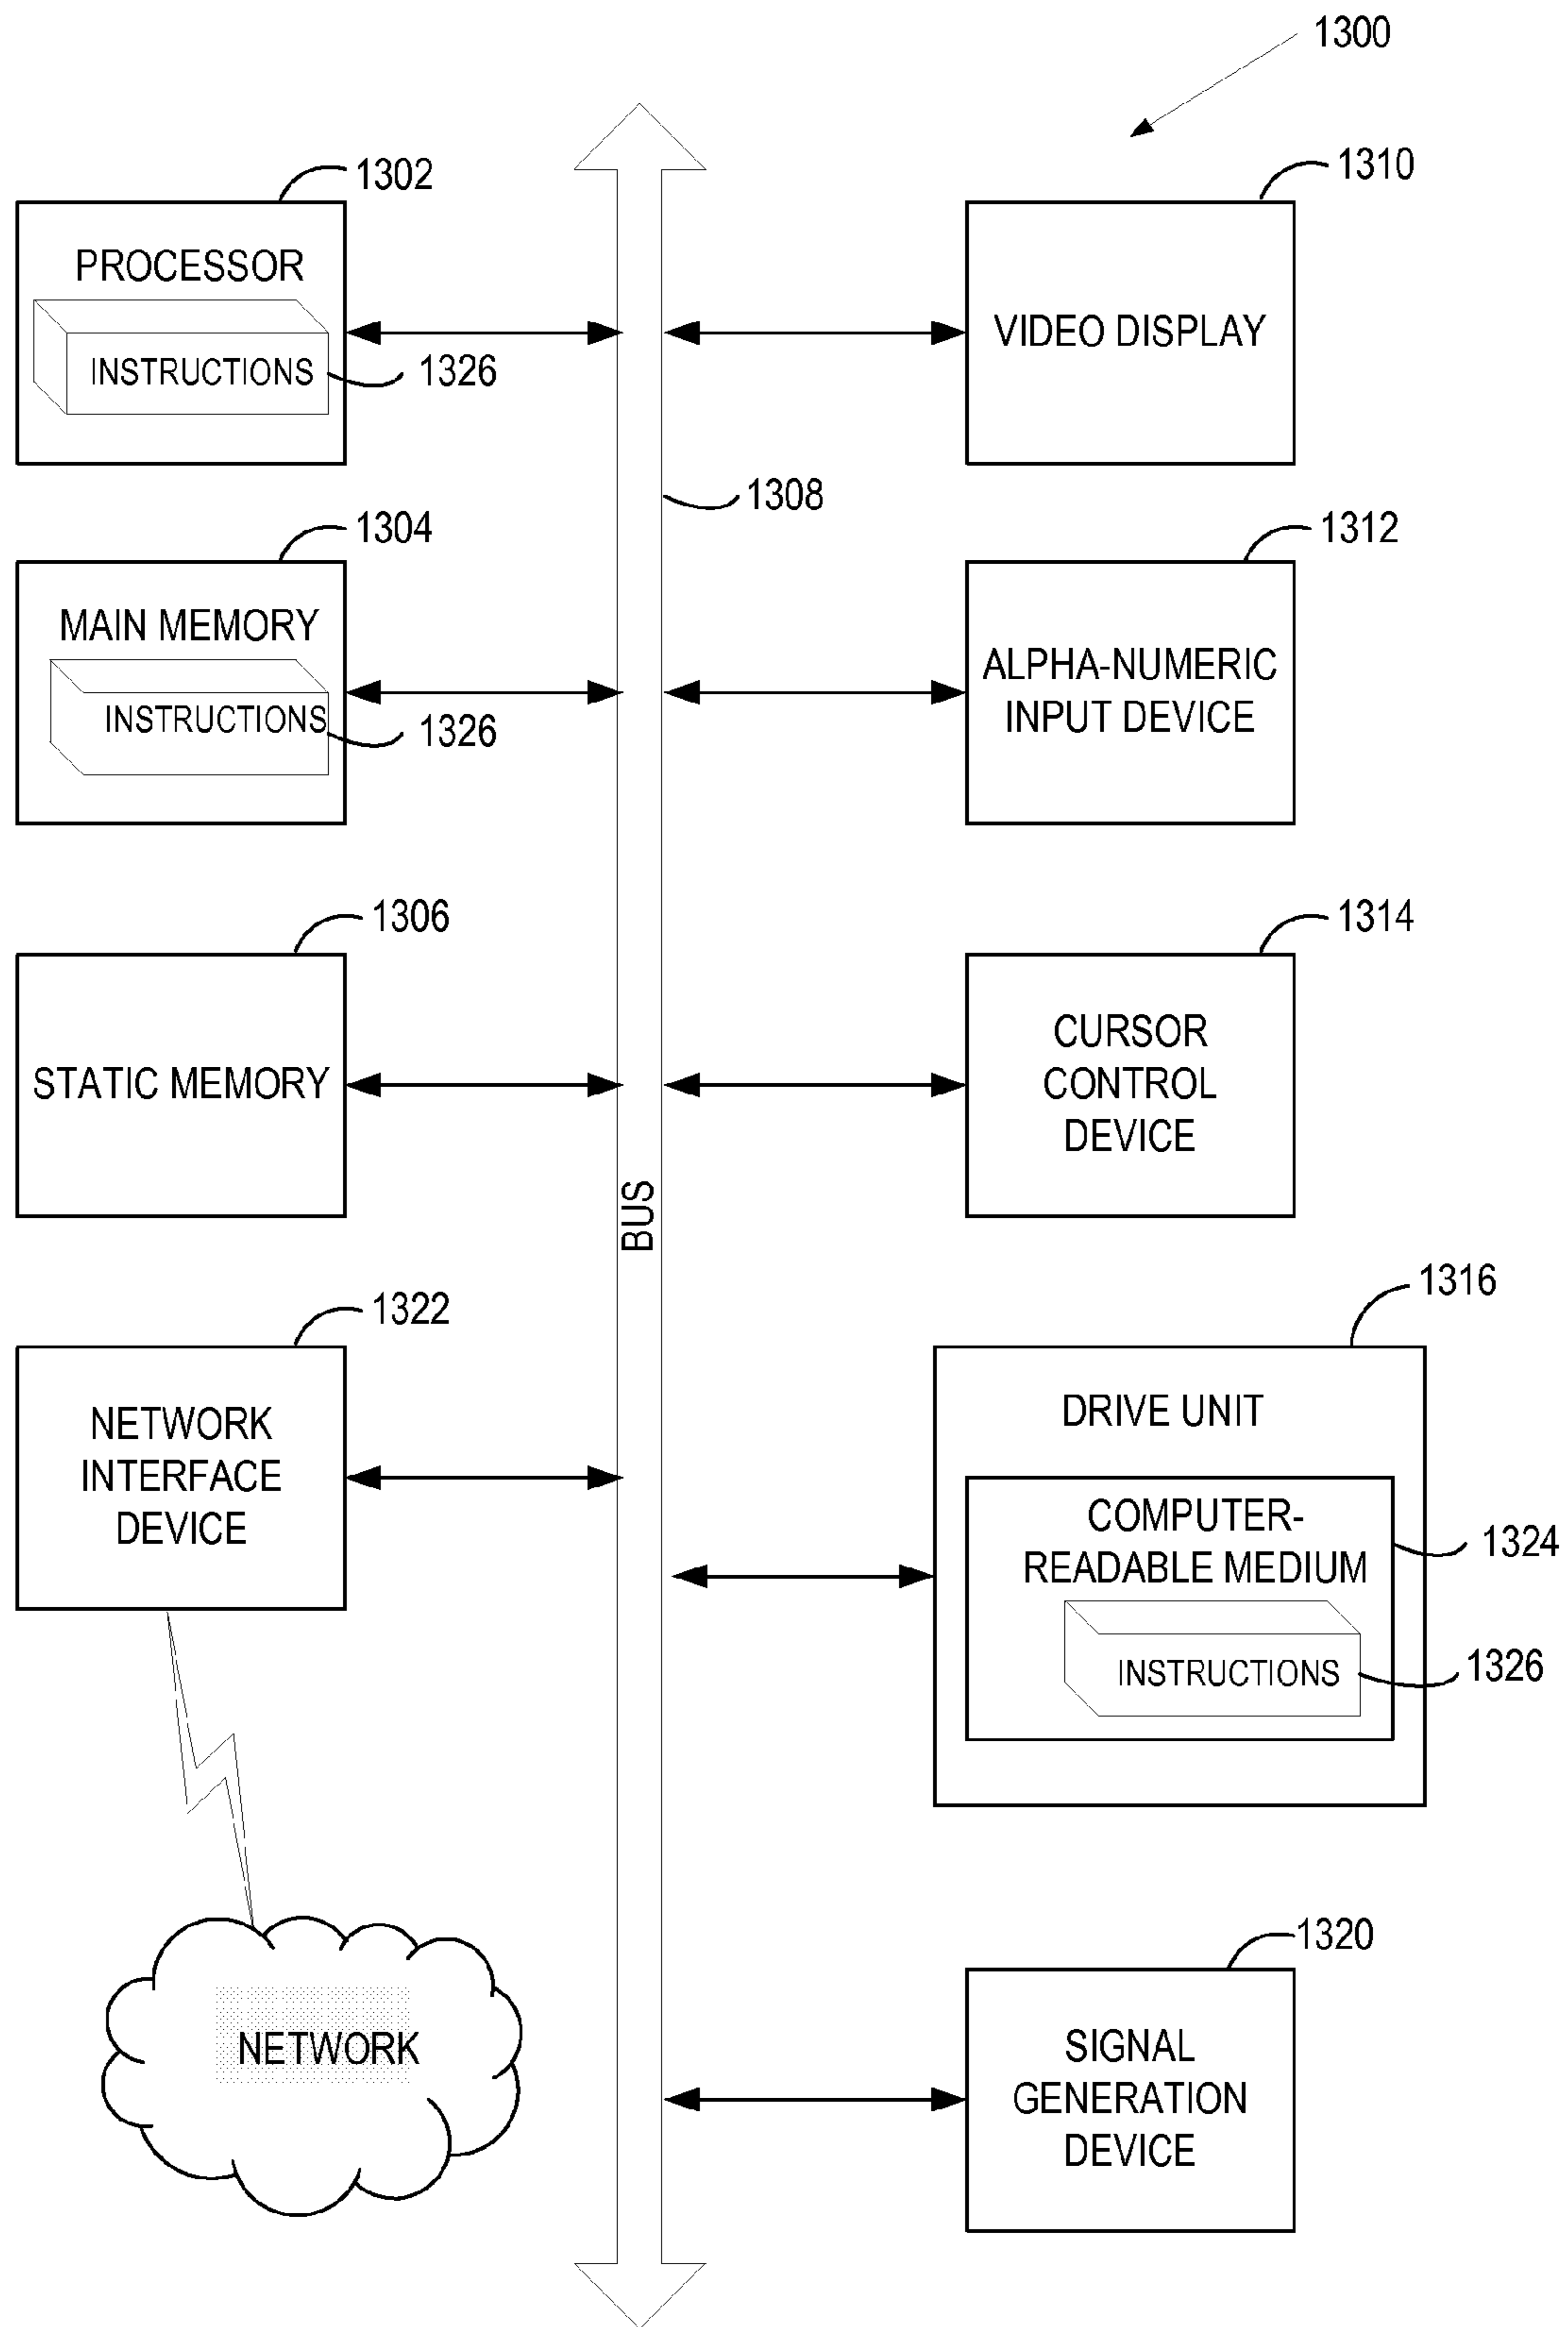 1300
1302
PROCESSOR
INSTRUCTIONS
1326
1310
VIDEO DISPLAY
1308
1304
MAIN MEMORY
INSTRUCTIONS
1326
1312
ALPHA-NUMERIC
INPUT DEVICE
1306
STATIC MEMORY
1314
CURSOR
CONTROL
DEVICE
BUS
1322
NETWORK
INTERFACE
DEVICE
1316
DRIVE UNIT
COMPUTER-
READABLE MEDIUM
1324
INSTRUCTIONS
1326
NETWORK
1320
SIGNAL
GENERATION
DEVICE